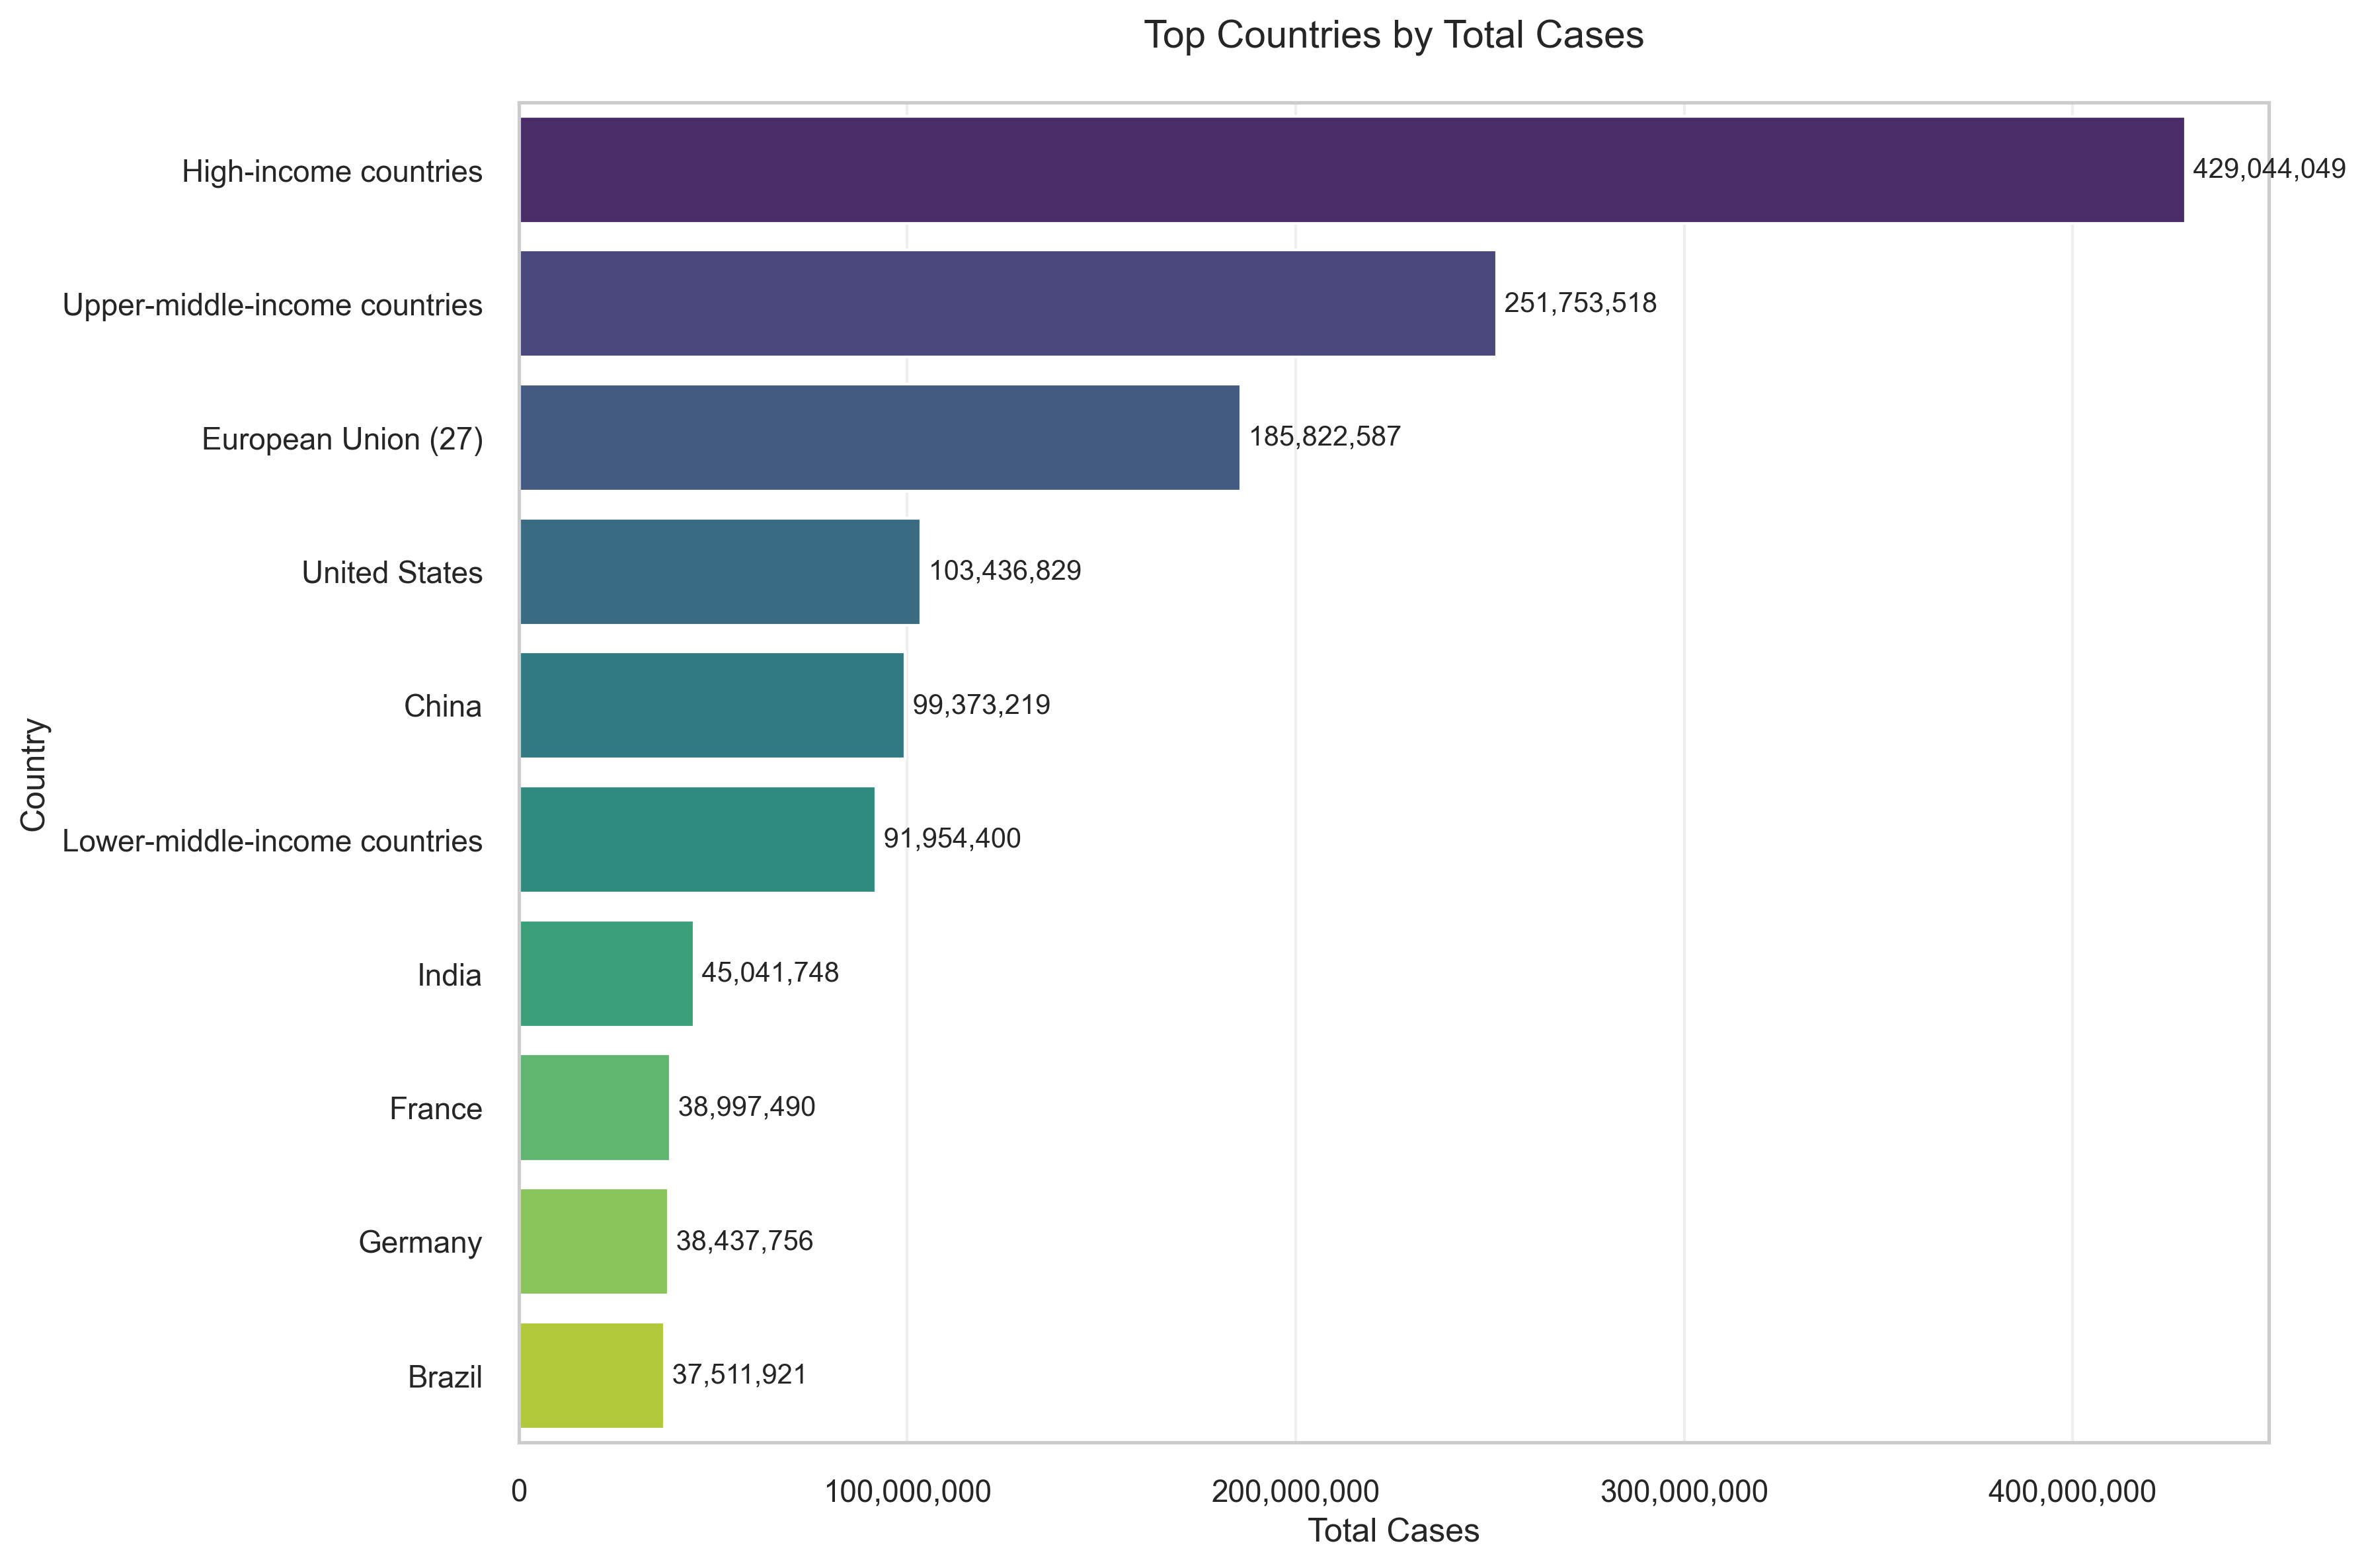 Top Countries by Total Cases
High-income countries
429,044,049
Upper-middle-income countries
251,753,518
European Union (27)
185,822,587
United States
103,436,829
China
99,373,219
Country
Lower-middle-income countries
91,954,400
India
45,041,748
France
38,997,490
Germany
38,437,756
Brazil
37,511,921
0
100,000,000
200,000,000
300,000,000
400,000,000
Total Cases